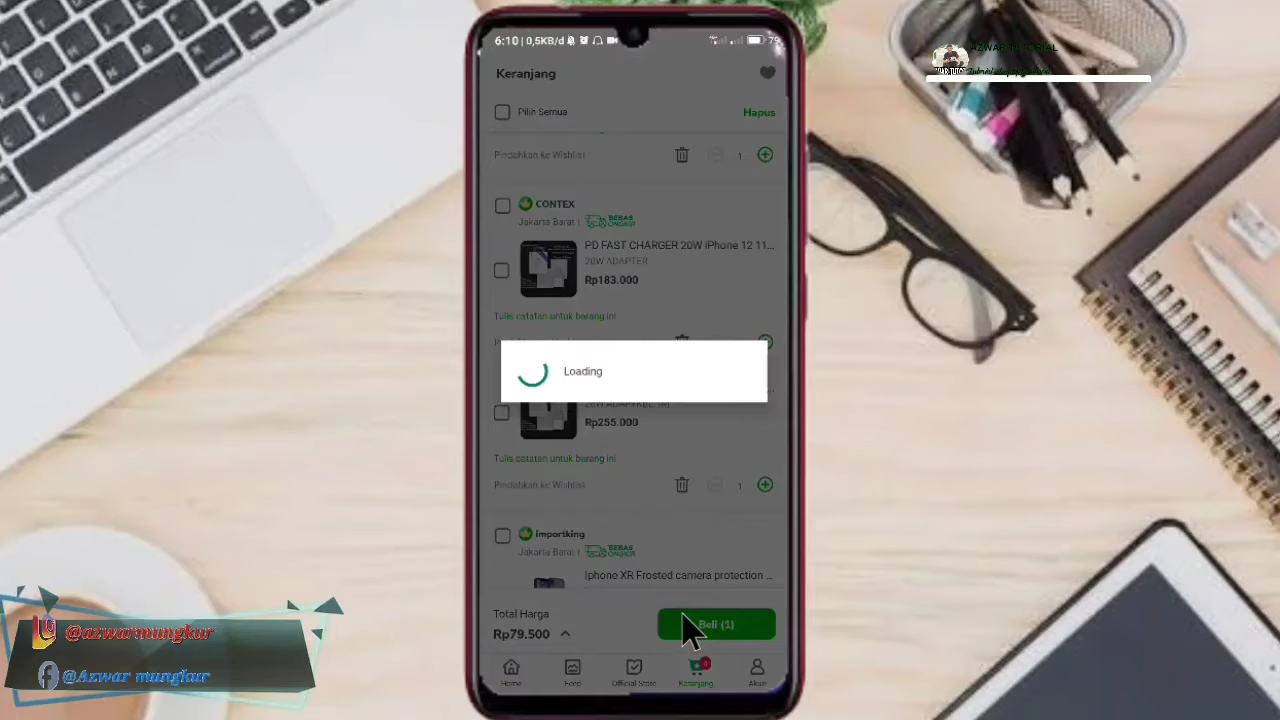 6:10 | 0,5KB/d
79
Keranjang
Pilih Semua
Hapus
Pindahkan ke Wishlist
1
CONTEX
Jakarta Barat |
BEBAS
ONGKIR
PD FAST CHARGER 20W iPhone 12 11...
20W ADAPTER
Rp183.000
Tulis catatan untuk barang ini
Loading
Rp255.000
Tulis catatan untuk barang ini
Pindahkan ke Wishlist
1
importking
Jakarta Barat |
BEBAS
ONGKIR
Iphone XR Frosted camera protection ...
Total Harga
Rp79.500
Beli (1)
Home
Feed
Official Store
4
Keranjang
Akun
@azwarmungkur
@Azwar mungkur